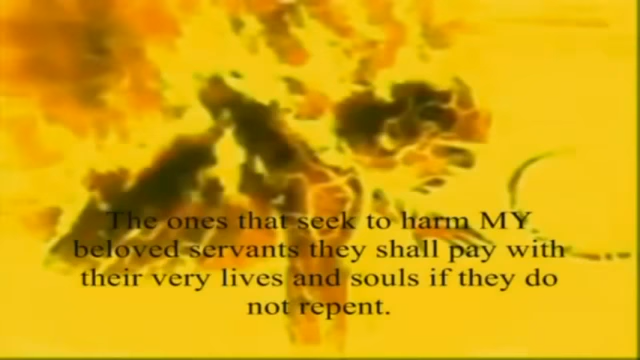 The ones that seek to harm MY
beloved servants they shall pay with
their very lives and souls if they do
not repent.